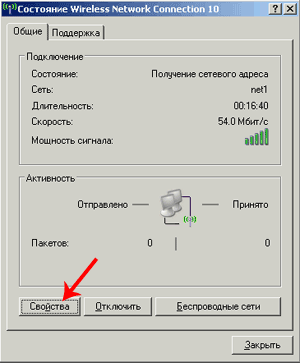 Состояние Wireless Network Connection 10
Общие Поддержка
Подключение
Состояние: Получение сетевого адреса
Сеть: net1
Длительность: 00:16:40
Скорость: 54.0 Мбит/с
Мощность сигнала:
Активность
Отправлено Принято
Пакетов: 0 0
Свойства Отключить Беспроводные сети
Закрыть